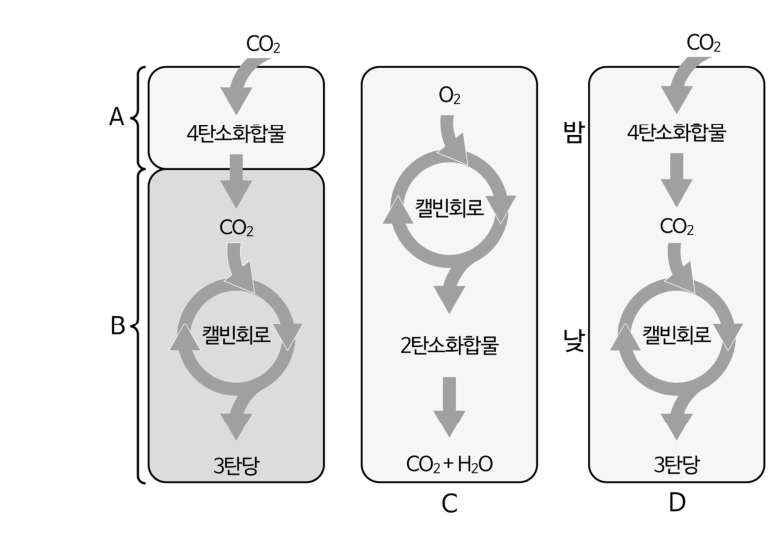 A
CO₂
4탄소화합물
B
CO₂
캘빈회로
3탄당
O₂
캘빈회로
2탄소화합물
CO₂ + H₂O
C
밤
CO₂
4탄소화합물
낮
CO₂
캘빈회로
3탄당
D